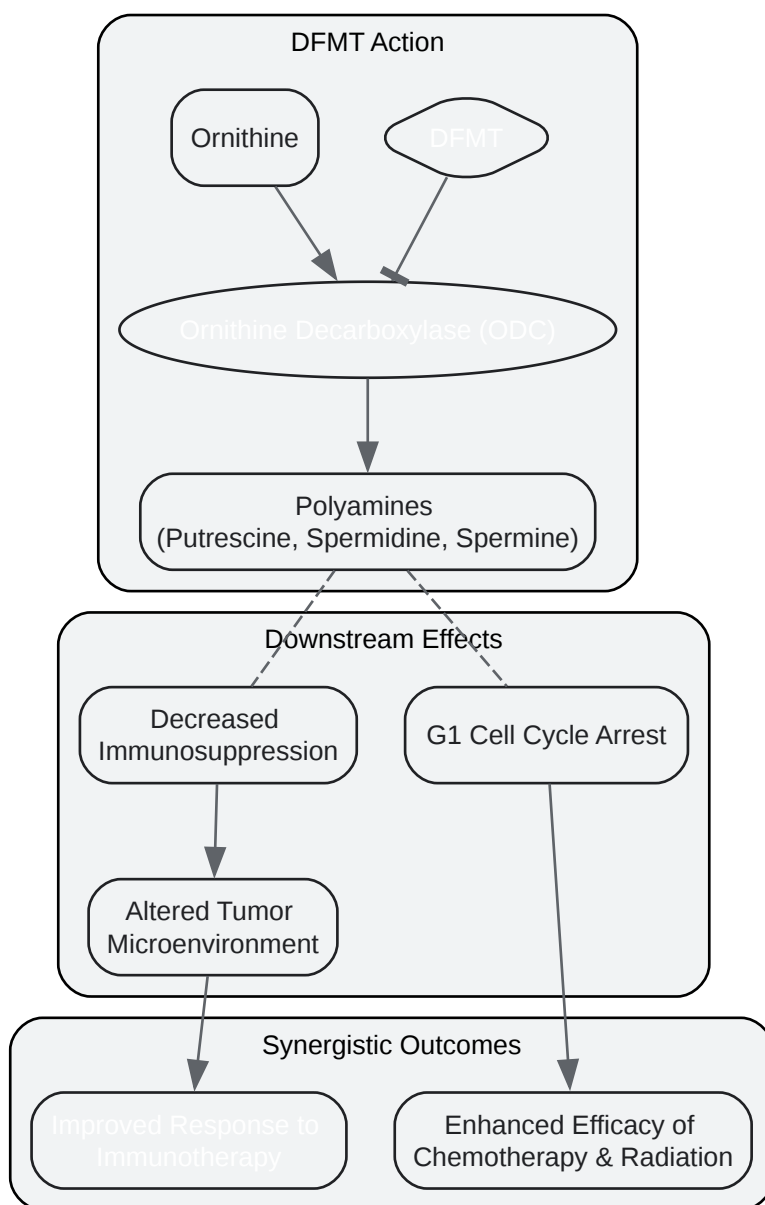 DFMT Action
Ornithine
DFMT
Ornithine Decarboxylase (ODC)
Polyamines
(Putrescine, Spermidine, Spermine)
Downstream Effects
Decreased
Immunosuppression
G1 Cell Cycle Arrest
Altered Tumor
Microenvironment
Synergistic Outcomes
Improved Response to
Immunotherapy
Enhanced Efficacy of
Chemotherapy & Radiation